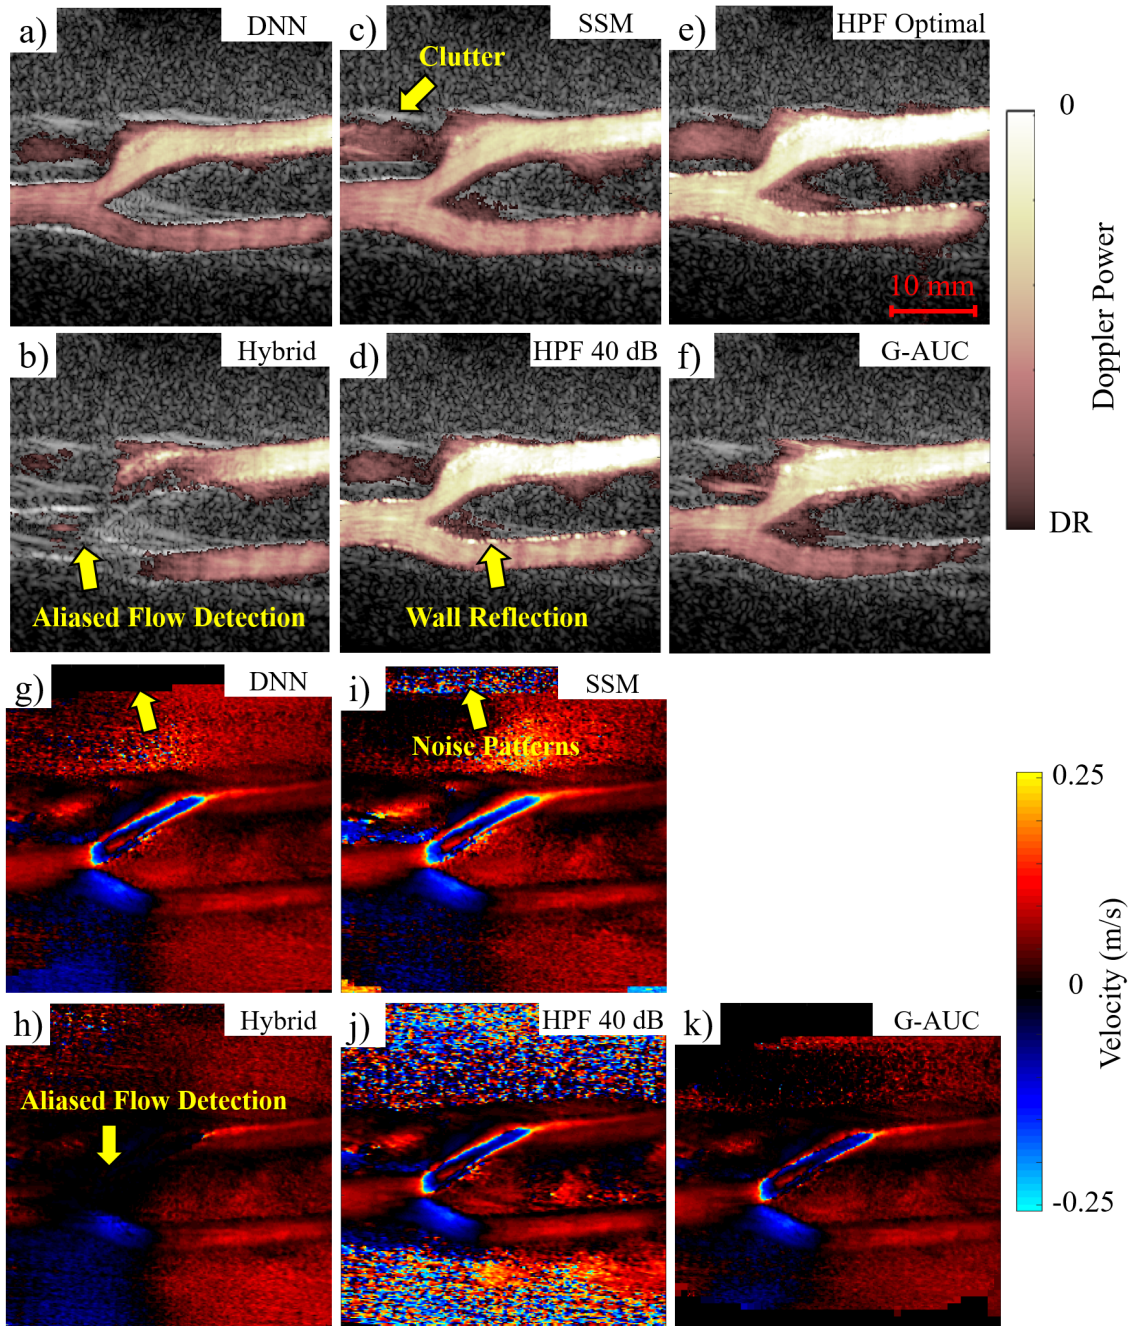 a)
DNN
c)
SSM
e)
HPF Optimal
Clutter
0
10 mm
Doppler Power
DR
b)
Hybrid
d)
HPF 40 dB
f)
G-AUC
Aliased Flow Detection
Wall Reflection
g)
DNN
i)
SSM
Noise Patterns
0.25
h)
Hybrid
j)
HPF 40 dB
k)
G-AUC
Aliased Flow Detection
0
Velocity (m/s)
-0.25